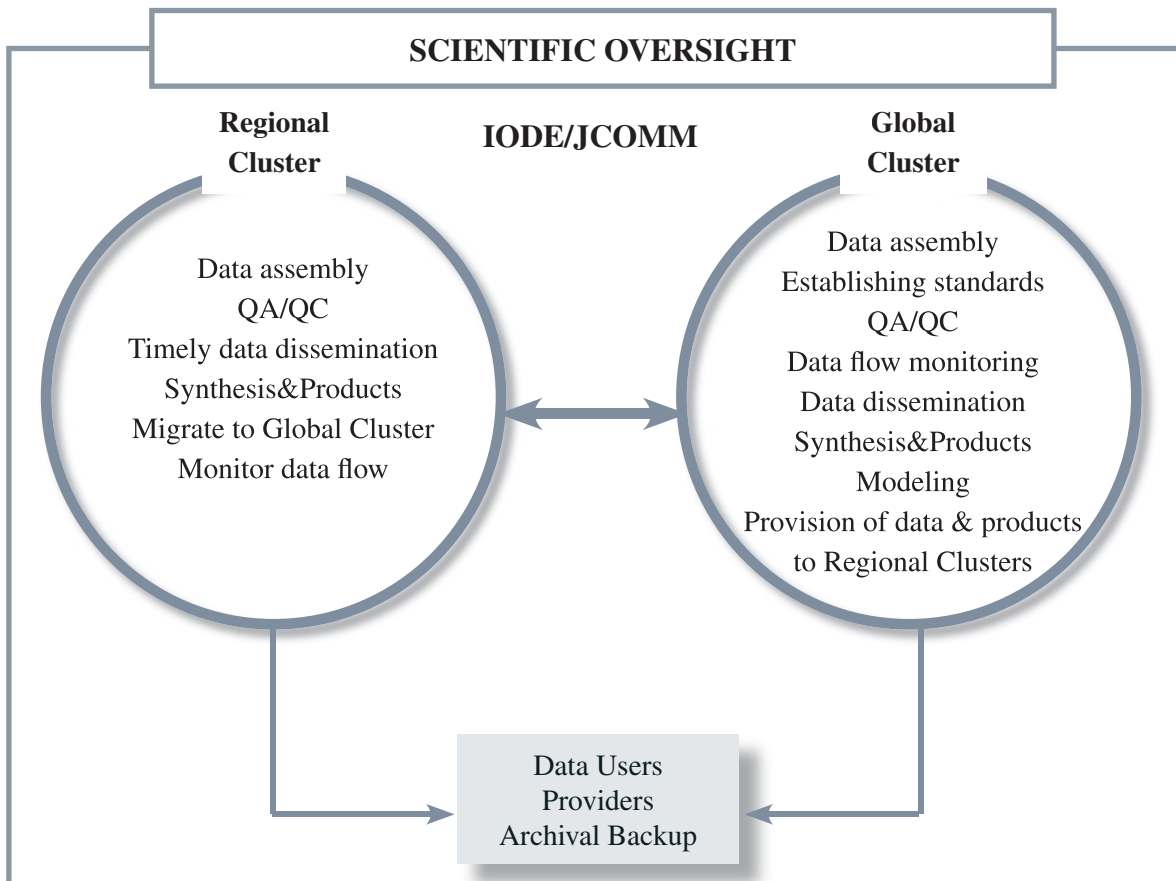 SCIENTIFIC OVERSIGHT
Regional
Cluster
IODE/JCOMM
Global
Cluster
Data assembly
QA/QC
Timely data dissemination
Synthesis&Products
Migrate to Global Cluster
Monitor data flow
Data assembly
Establishing standards
QA/QC
Data flow monitoring
Data dissemination
Synthesis&Products
Modeling
Provision of data & products
to Regional Clusters
Data Users
Providers
Archival Backup